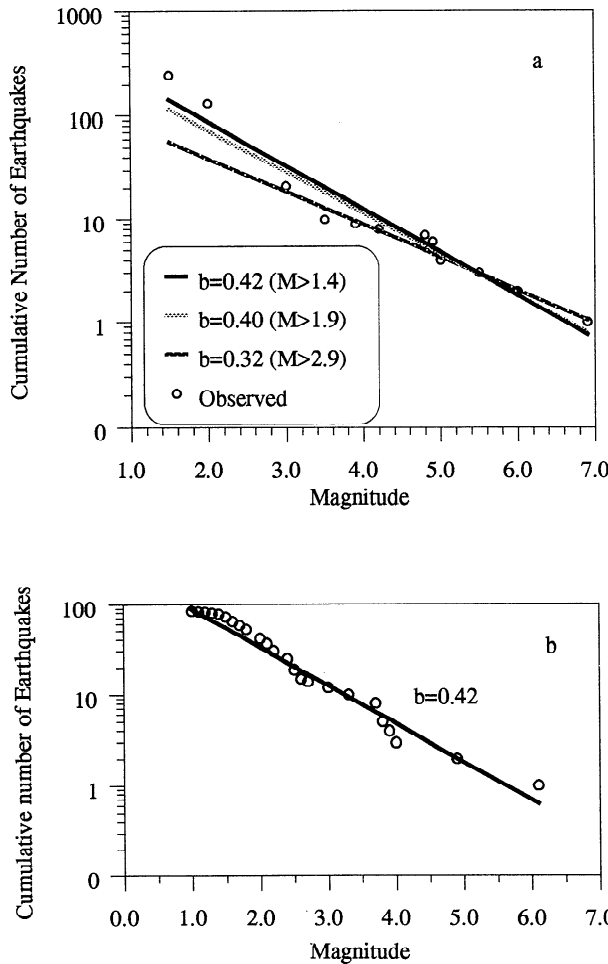 1000
a
100
10
1
0
Cumulative Number of Earthquakes
b=0.42 (M>1.4)
b=0.40 (M>1.9)
b=0.32 (M>2.9)
Observed
1.0 2.0 3.0 4.0 5.0 6.0 7.0
Magnitude
100
b
b=0.42
10
1
0
Cumulative number of Earthquakes
0.0 1.0 2.0 3.0 4.0 5.0 6.0 7.0
Magnitude